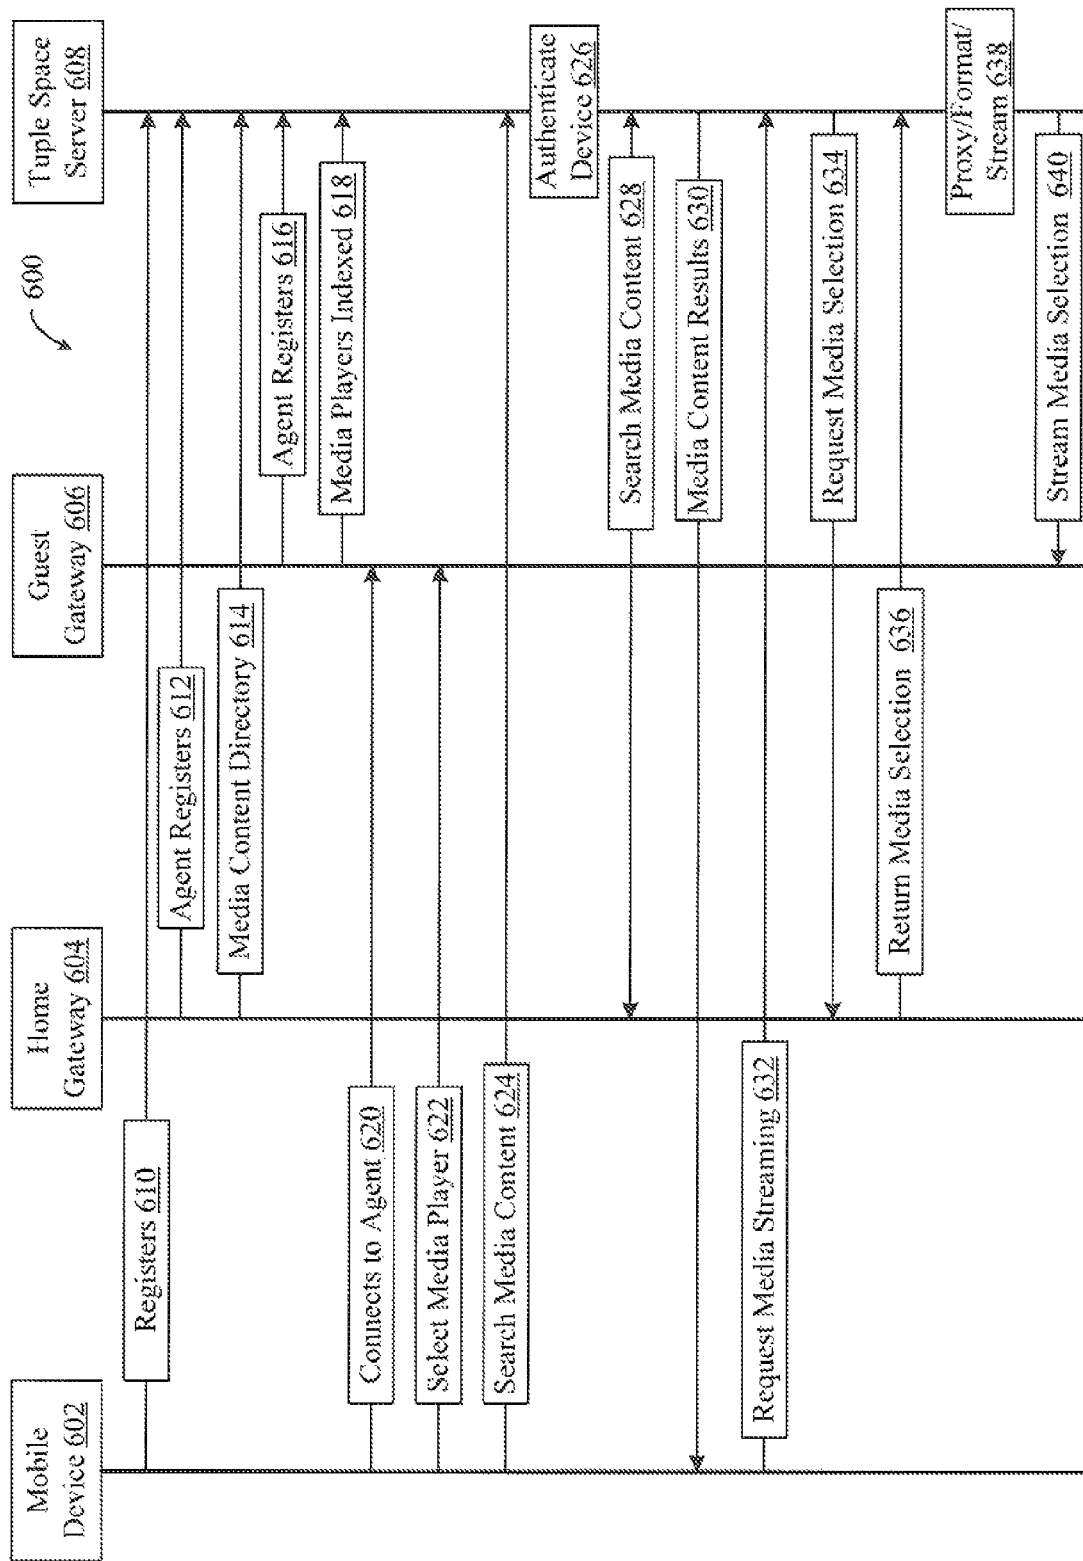 600
Mobile
Device 602
Home
Gateway 604
Guest
Gateway 606
Tuple Space
Server 608
Registers 610
Agent Registers 612
Media Content Directory 614
Agent Registers 616
Media Players Indexed 618
Connects to Agent 620
Select Media Player 622
Search Media Content 624
Authenticate
Device 626
Search Media Content 628
Media Content Results 630
Request Media Streaming 632
Request Media Selection 634
Return Media Selection 636
Proxy/Format/
Stream 638
Stream Media Selection 640